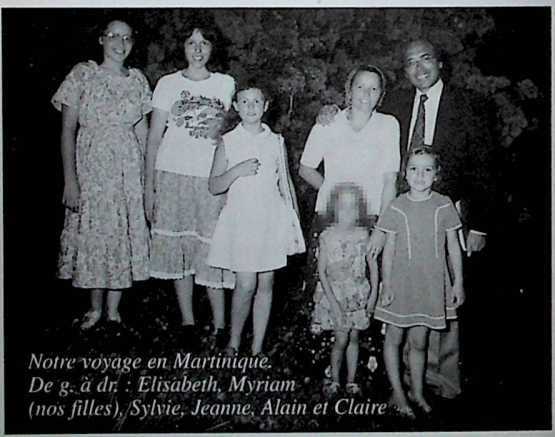 Notre voyage en Martinique.
De g. à dr. : Elisabeth, Myriam
(nos filles), Sylvie, Jeanne, Alain et Claire